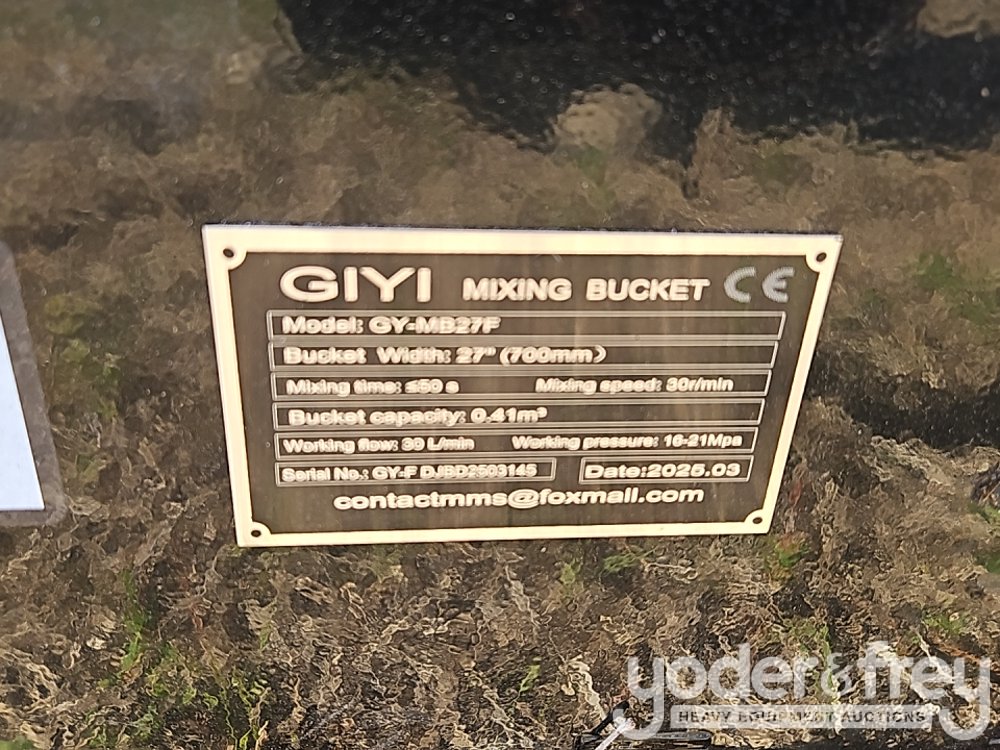 GIYI MIXING BUCKET CE
Model: GY-MB27F
Bucket Width: 27" (700mm)
Mixing time: ≤50 s Mixing speed: 30r/min
Bucket capacity: 0.41m³
Working flow: 30 L/min Working pressure: 16-21Mpa
Serial No.: GY-F DJBD2503145 Date:2025.03
contactmms@foxmail.com
yoder&frey
HEAVY EQUIPMENT AUCTIONS